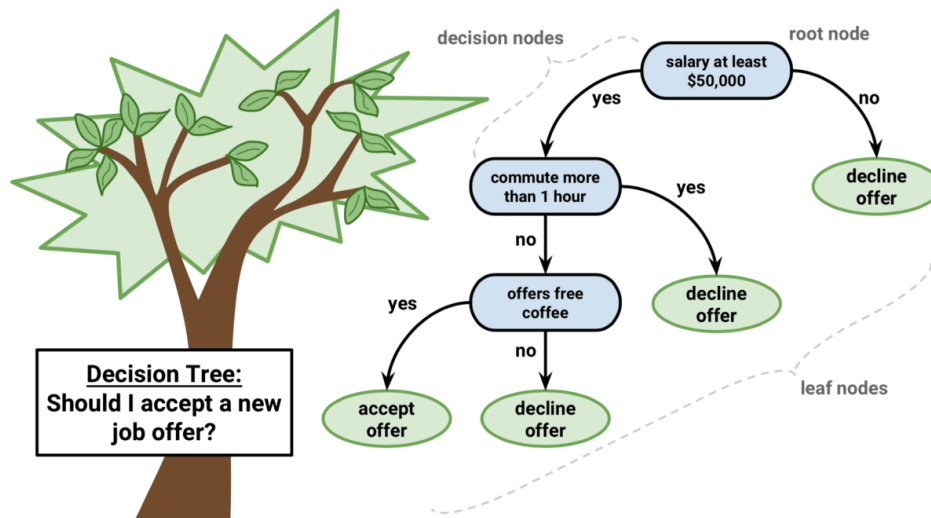 decision nodes
root node
salary at least
$50,000
yes
no
commute more
than 1 hour
yes
decline
offer
no
offers free
coffee
decline
offer
yes
no
leaf nodes
accept
offer
decline
offer
Decision Tree:
Should I accept a new
job offer?